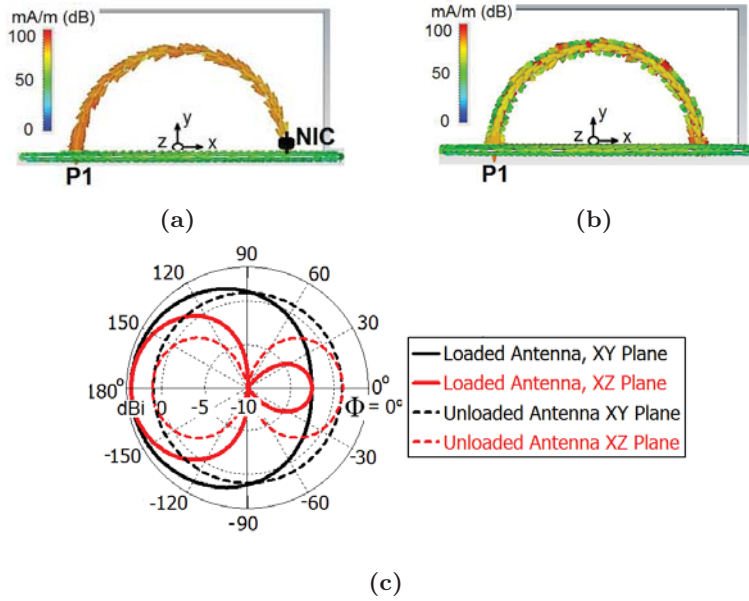 mA/m (dB)
100
50
0
y
z
x
NIC
P1
(a)
mA/m (dB)
100
50
0
y
z
x
P1
(b)
90
120
60
150
30
180°
0°
dBi
0
-5
-10
Φ = 0°
-150
-30
-120
-60
-90
Loaded Antenna, XY Plane
Loaded Antenna, XZ Plane
Unloaded Antenna XY Plane
Unloaded Antenna XZ Plane
(c)